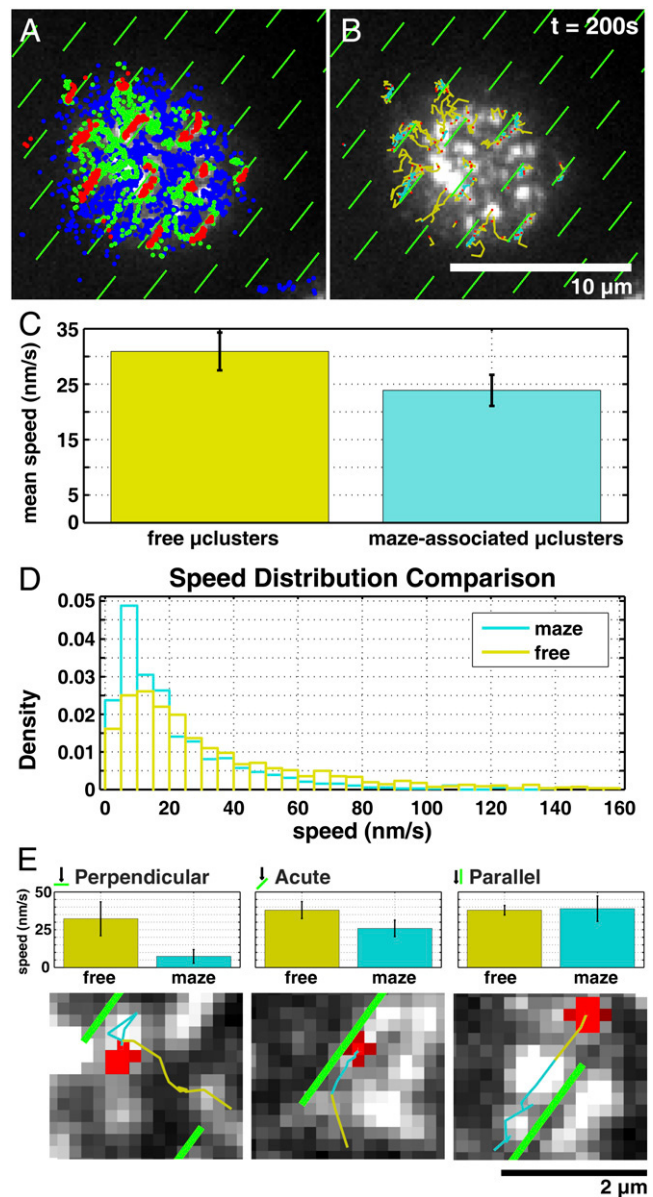 A
B
t = 200s
10 µm
C
mean speed (nm/s)
35
25
15
5
0
free µclusters
maze-associated µclusters
D
Speed Distribution Comparison
Density
0.05
0.04
0.03
0.02
0.01
0
maze
free
0 20 40 60 80 100 120 140 160
speed (nm/s)
E
Perpendicular
Acute
Parallel
speed (nm/s)
50
25
0
free maze
free maze
free maze
2 µm